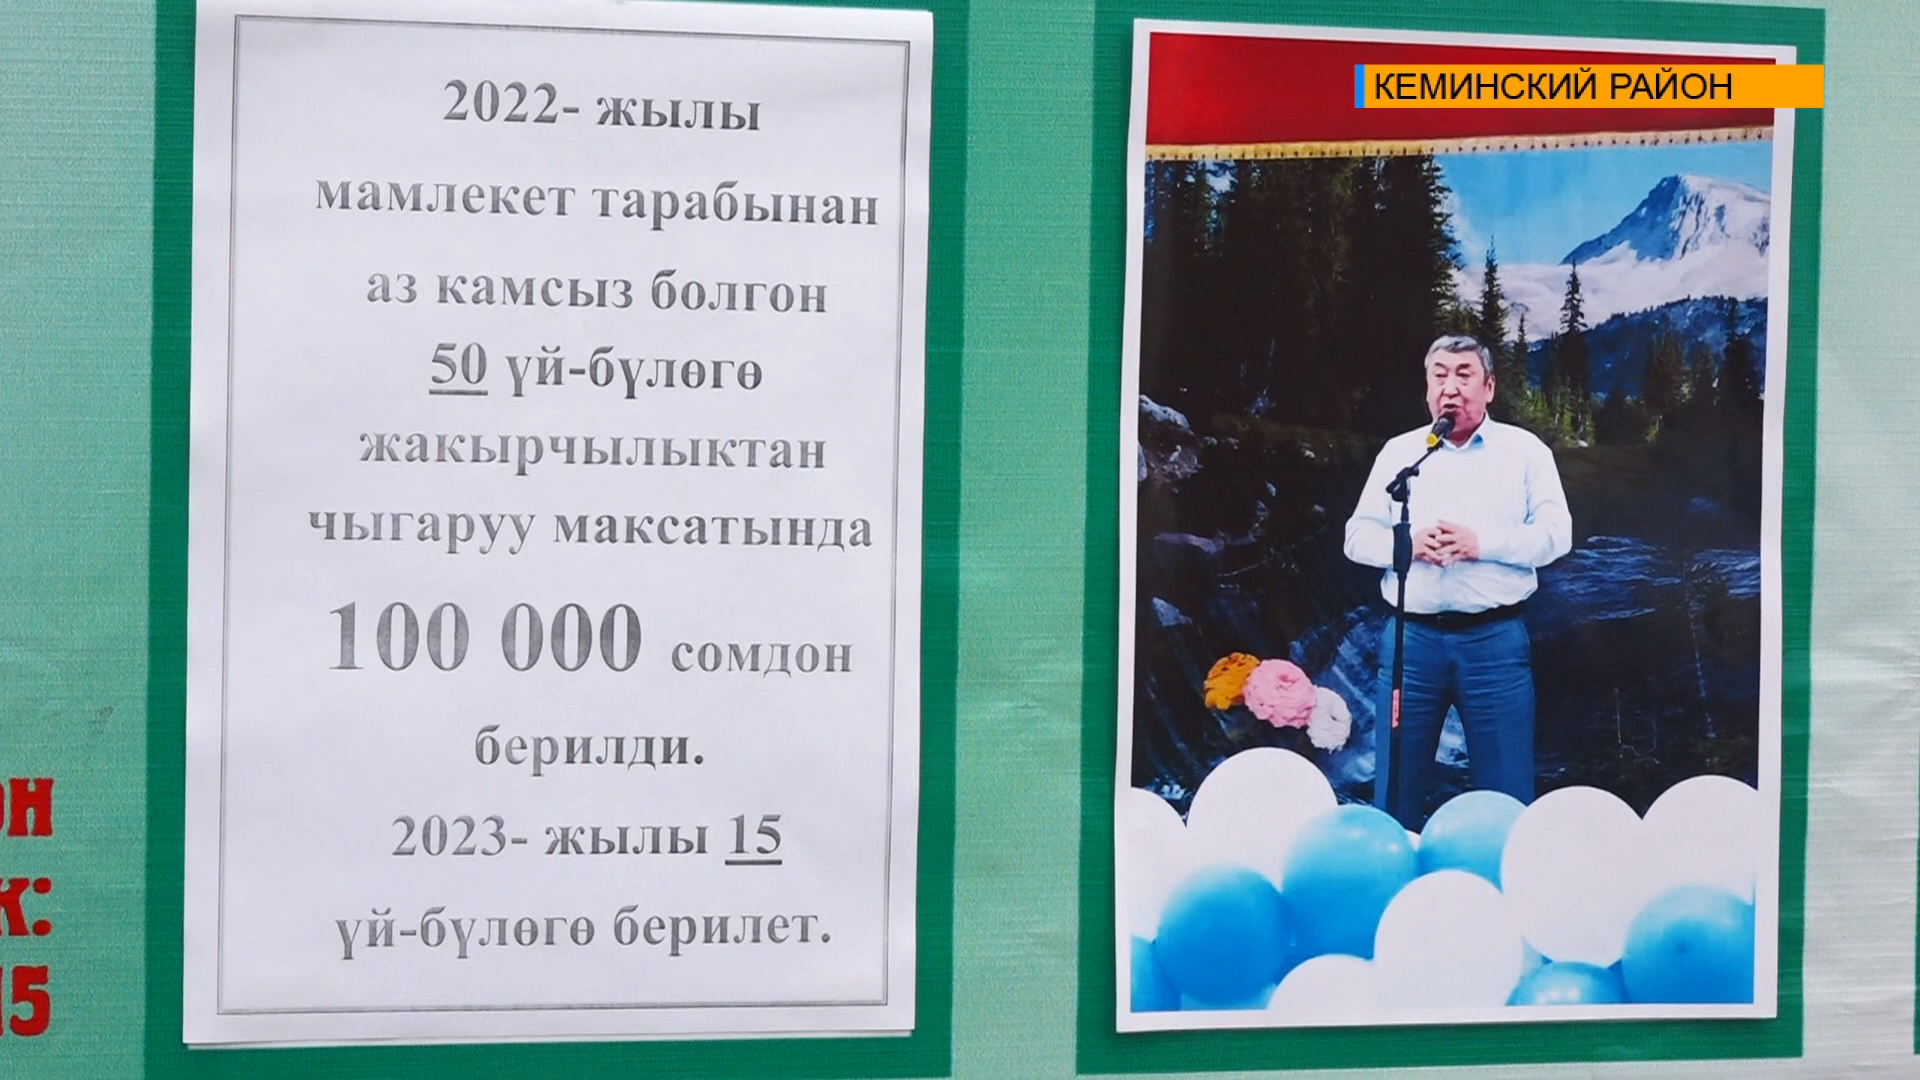 2022- жылы
мамлекет тарабынан
аз камсыз болгон
50 үй-бүлөгө
жакырчылыктан
чыгаруу максатында
100 000 сомдон
берилди.
2023- жылы 15
үй-бүлөгө берилет.
КЕМИНСКИЙ РАЙОН